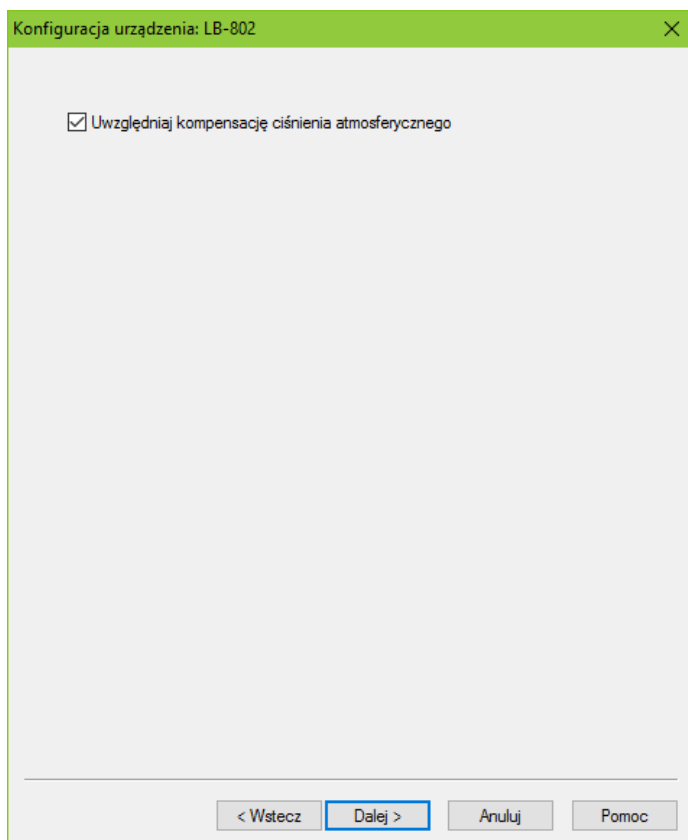 Konfiguracja urządzenia: LB-802
Uwzględniaj kompensację ciśnienia atmosferycznego
< Wstecz Dalej > Anuluj Pomoc